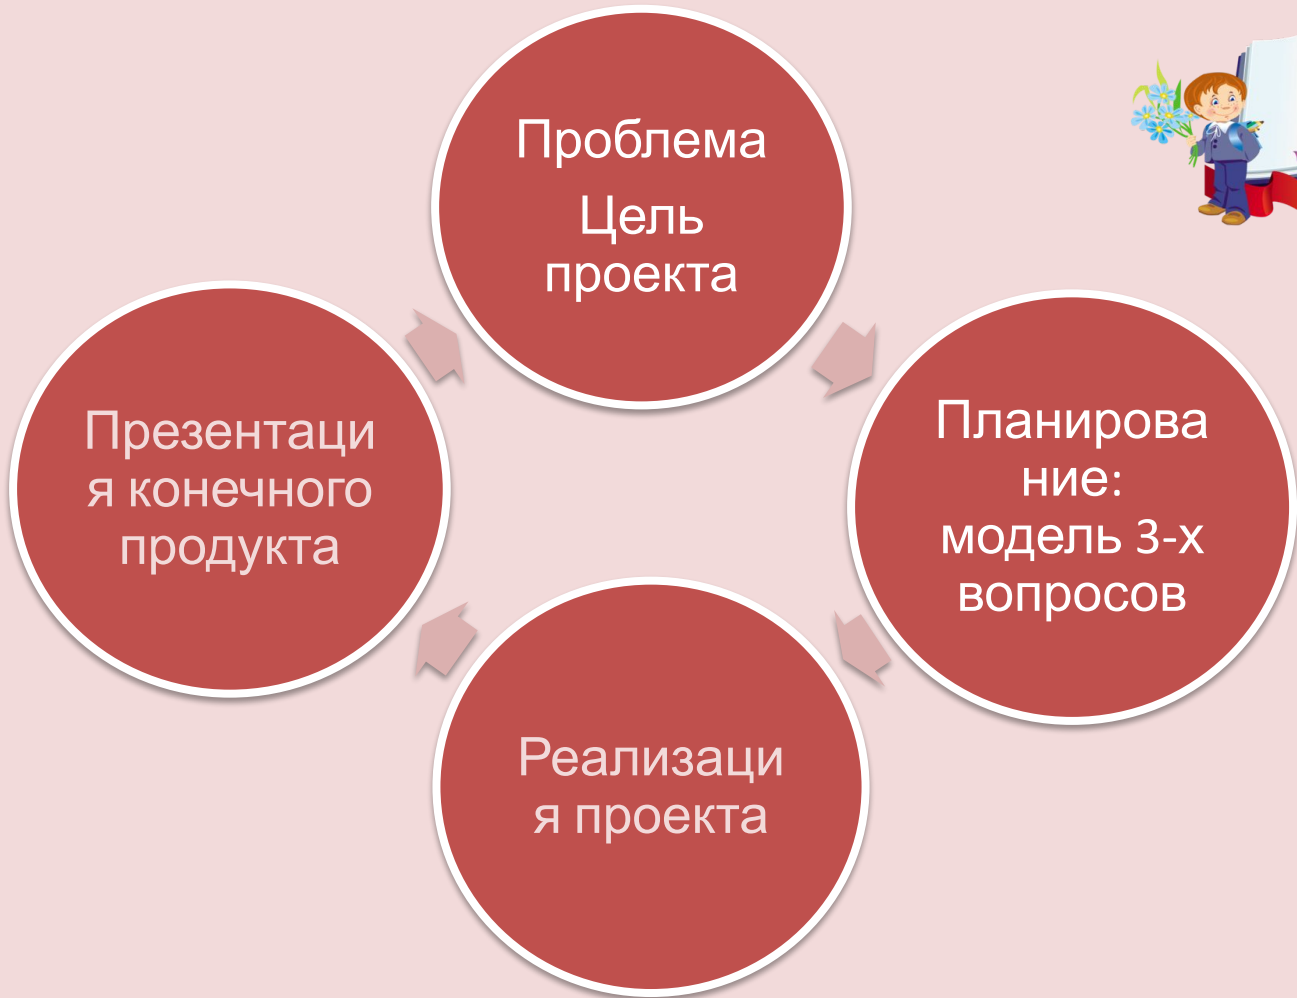 Проблема
Цель
проекта
Планирова
ние:
модель 3-х
вопросов
Реализаци
я проекта
Презентаци
я конечного
продукта